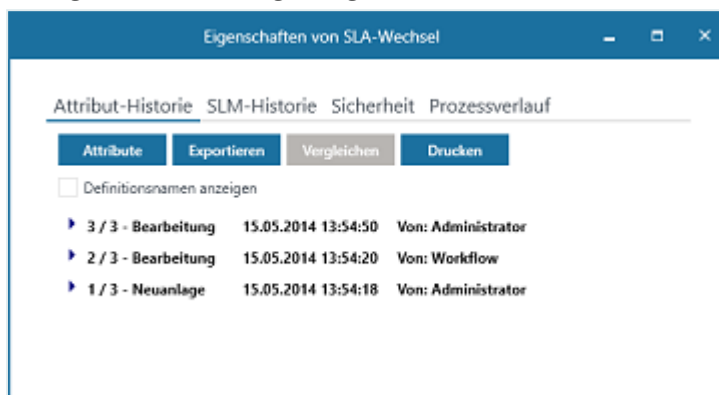 Eigenschaften von SLA-Wechsel
Attribut-Historie SLM-Historie Sicherheit Prozessverlauf
Attribute Exportieren Vergleichen Drucken
Definitionsnamen anzeigen
3 / 3 - Bearbeitung 15.05.2014 13:54:50 Von: Administrator
2 / 3 - Bearbeitung 15.05.2014 13:54:20 Von: Workflow
1 / 3 - Neuanlage 15.05.2014 13:54:18 Von: Administrator